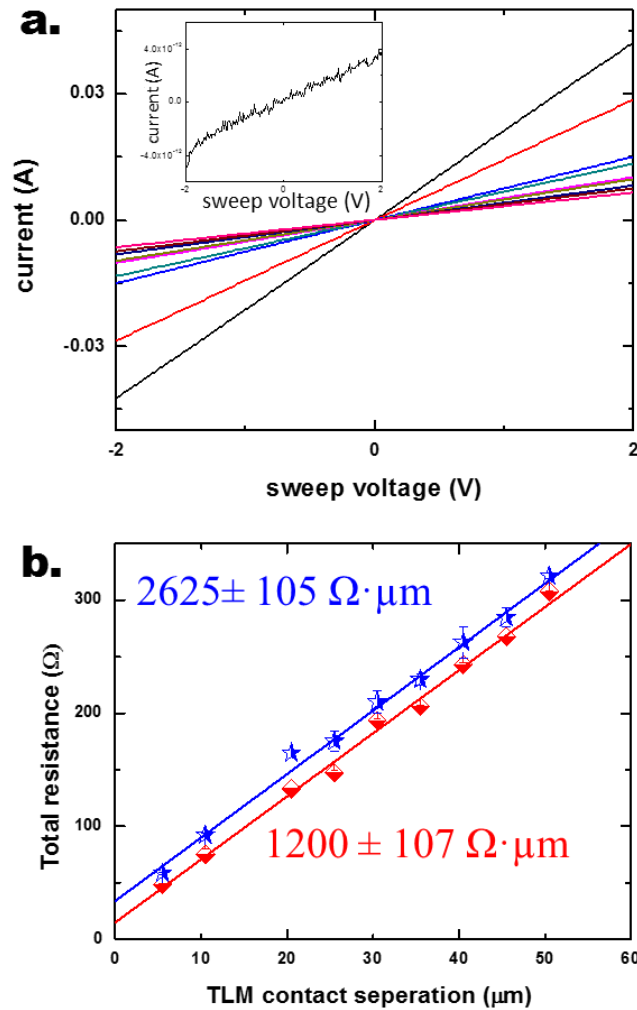 a.
4.0x10⁻¹²
0.0
-4.0x10⁻¹²
current (A)
-2
0
2
sweep voltage (V)
0.03
0.00
-0.03
current (A)
-2
0
2
sweep voltage (V)
b.
2625± 105 Ω·μm
1200 ± 107 Ω·μm
300
200
100
0
Total resistance (Ω)
0 10 20 30 40 50 60
TLM contact seperation (μm)